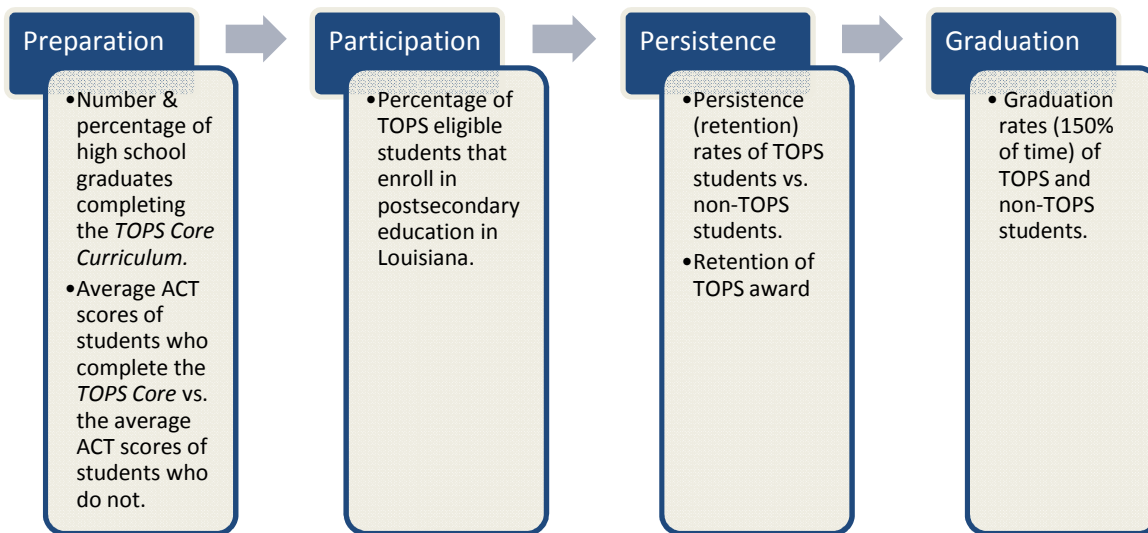 Preparation
•Number &
percentage of
high school
graduates
completing
the TOPS Core
Curriculum.
•Average ACT
scores of
students who
complete the
TOPS Core vs.
the average
ACT scores of
students who
do not.
Participation
•Percentage of
TOPS eligible
students that
enroll in
postsecondary
education in
Louisiana.
Persistence
•Persistence
(retention)
rates of TOPS
students vs.
non-TOPS
students.
•Retention of
TOPS award
Graduation
• Graduation
rates (150%
of time) of
TOPS and
non-TOPS
students.